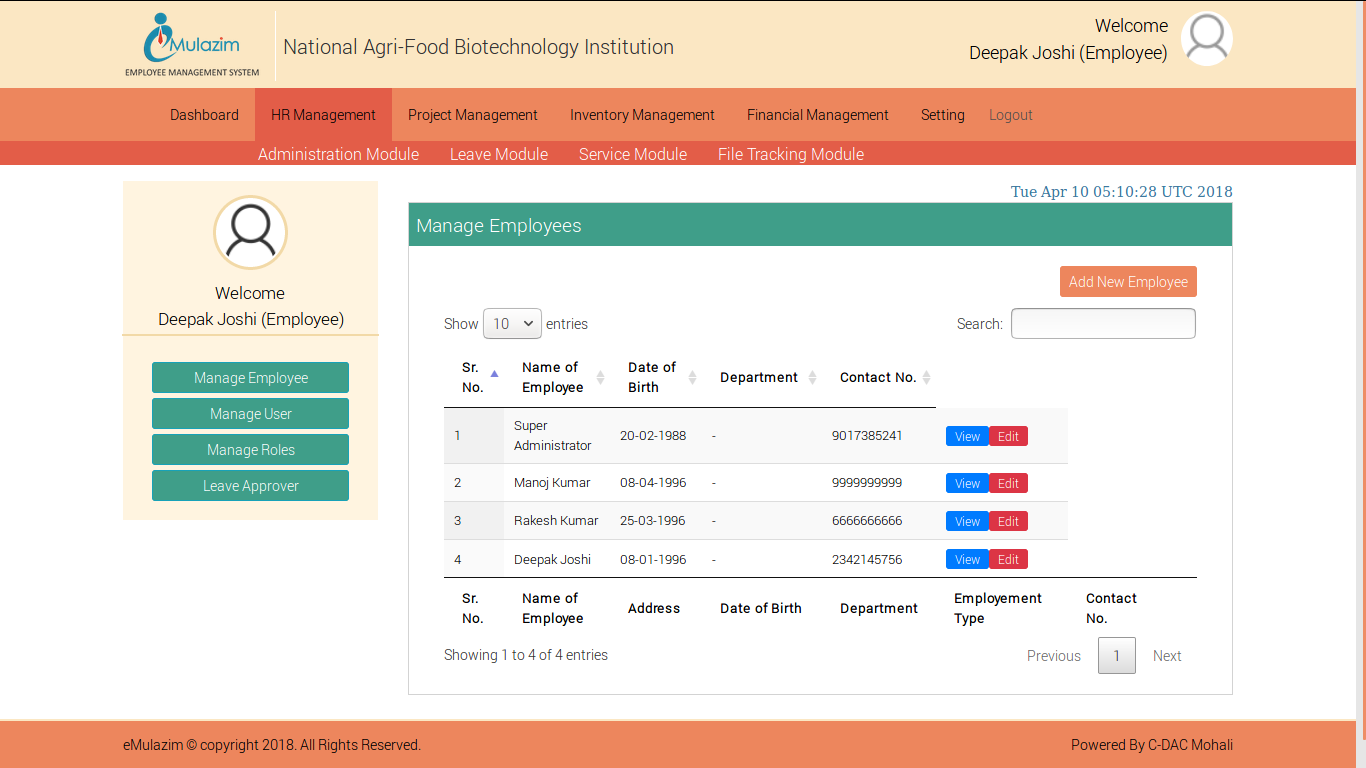 Mulazim
EMPLOYEE MANAGEMENT SYSTEM
National Agri-Food Biotechnology Institution
Welcome
Deepak Joshi (Employee)
Dashboard HR Management Project Management Inventory Management Financial Management Setting Logout
Administration Module Leave Module Service Module File Tracking Module
Welcome
Deepak Joshi (Employee)
Manage Employee
Manage User
Manage Roles
Leave Approver
Tue Apr 10 05:10:28 UTC 2018
Manage Employees
Add New Employee
Show 10 entries Search:
Sr. No. Name of Employee Date of Birth Department Contact No.
1 Super Administrator 20-02-1988 - 9017385241 View Edit
2 Manoj Kumar 08-04-1996 - 9999999999 View Edit
3 Rakesh Kumar 25-03-1996 - 6666666666 View Edit
4 Deepak Joshi 08-01-1996 - 2342145756 View Edit
Sr. No. Name of Employee Address Date of Birth Department Employement Type Contact No.
Showing 1 to 4 of 4 entries Previous 1 Next
eMulazim © copyright 2018. All Rights Reserved. Powered By C-DAC Mohali